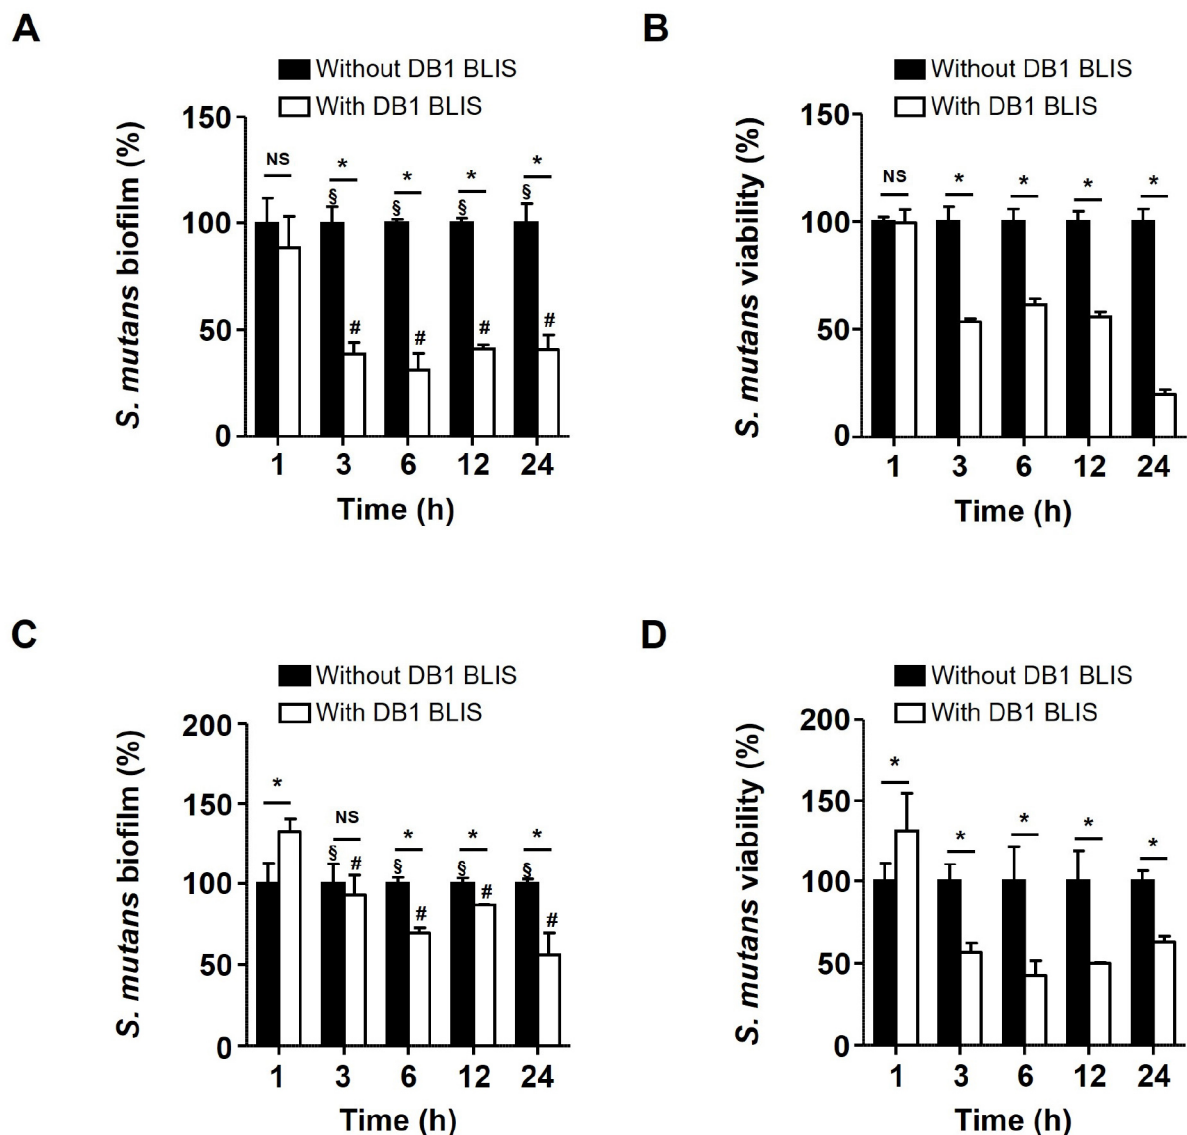 A
Without DB1 BLIS
With DB1 BLIS
S. mutans biofilm (%)
150
100
50
0
NS
*
*
*
*
§
§
§
§
#
#
#
#
1 3 6 12 24
Time (h)
B
Without DB1 BLIS
With DB1 BLIS
S. mutans viability (%)
150
100
50
0
NS
*
*
*
*
1 3 6 12 24
Time (h)
C
Without DB1 BLIS
With DB1 BLIS
S. mutans biofilm (%)
200
150
100
50
0
*
NS
*
*
*
§
§
§
§
#
#
#
#
1 3 6 12 24
Time (h)
D
Without DB1 BLIS
With DB1 BLIS
S. mutans viability (%)
200
150
100
50
0
*
*
*
*
*
1 3 6 12 24
Time (h)